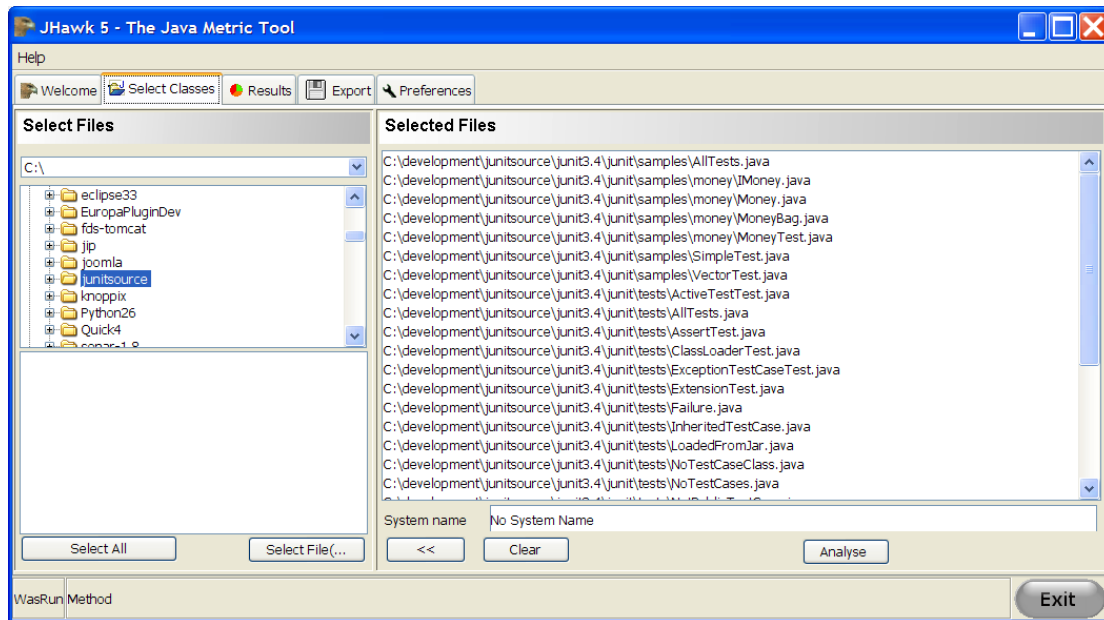 JHawk 5 - The Java Metric Tool
Help
Welcome Select Classes Results Export Preferences
Select Files
C:\
eclipse33
EuropaPluginDev
fds-tomcat
jip
joomla
junitsource
knoppix
Python26
Quick4
sonar-1.8
Select All Select File(...
Selected Files
C:\development\junitsource\junit3.4\junit\samples\AllTests.java
C:\development\junitsource\junit3.4\junit\samples\money\IMoney.java
C:\development\junitsource\junit3.4\junit\samples\money\Money.java
C:\development\junitsource\junit3.4\junit\samples\money\MoneyBag.java
C:\development\junitsource\junit3.4\junit\samples\money\MoneyTest.java
C:\development\junitsource\junit3.4\junit\samples\SimpleTest.java
C:\development\junitsource\junit3.4\junit\samples\VectorTest.java
C:\development\junitsource\junit3.4\junit\tests\ActiveTestTest.java
C:\development\junitsource\junit3.4\junit\tests\AllTests.java
C:\development\junitsource\junit3.4\junit\tests\AssertTest.java
C:\development\junitsource\junit3.4\junit\tests\ClassLoaderTest.java
C:\development\junitsource\junit3.4\junit\tests\ExceptionTestCaseTest.java
C:\development\junitsource\junit3.4\junit\tests\ExtensionTest.java
C:\development\junitsource\junit3.4\junit\tests\Failure.java
C:\development\junitsource\junit3.4\junit\tests\InheritedTestCase.java
C:\development\junitsource\junit3.4\junit\tests\LoadedFromJar.java
C:\development\junitsource\junit3.4\junit\tests\NoTestCaseClass.java
C:\development\junitsource\junit3.4\junit\tests\NoTestCases.java
System name No System Name
<< Clear Analyse
WasRun Method
Exit